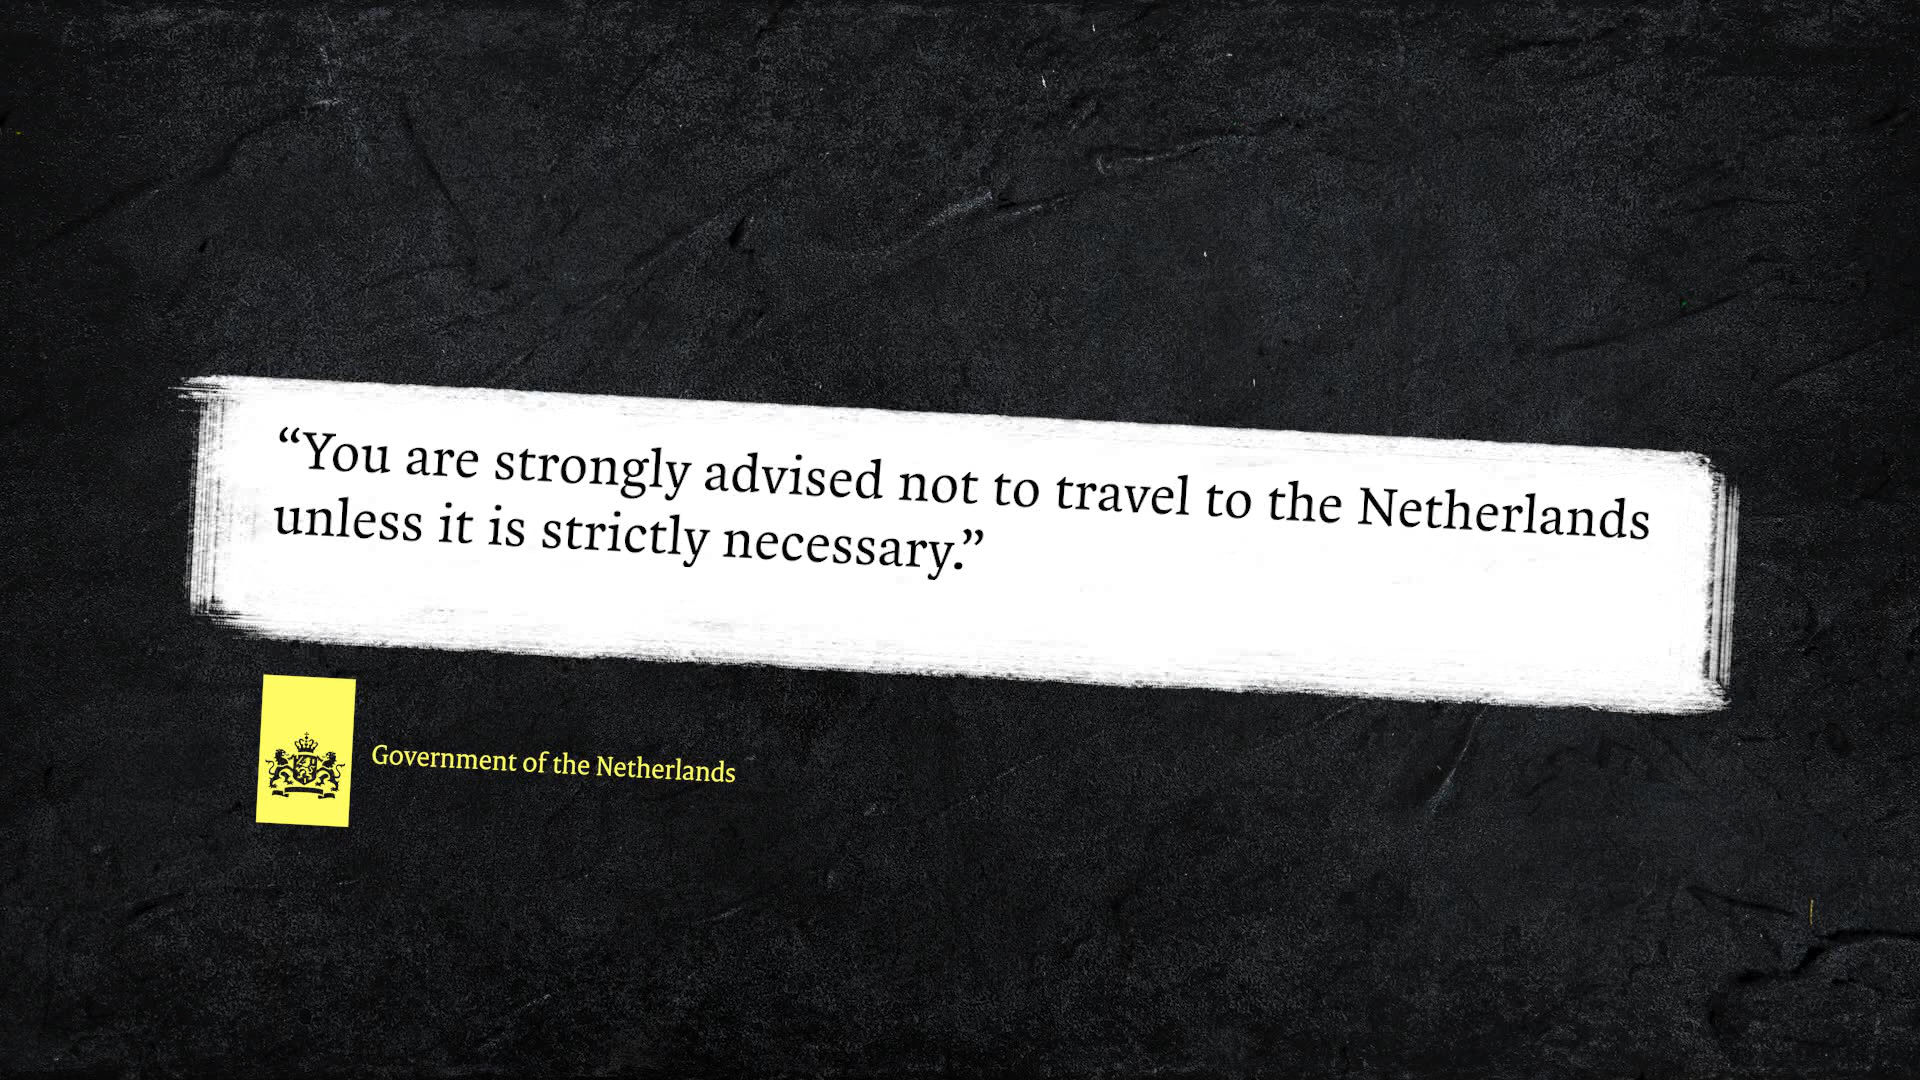 “You are strongly advised not to travel to the Netherlands
unless it is strictly necessary.”
Government of the Netherlands